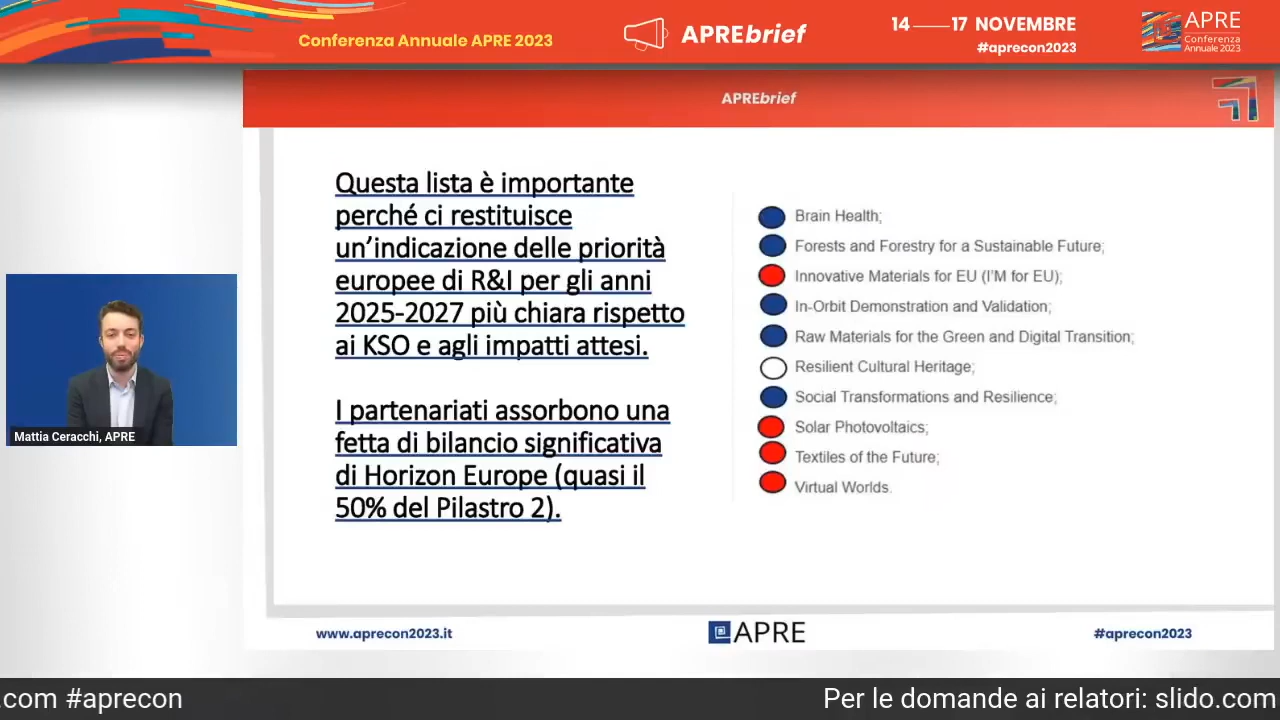 Conferenza Annuale APRE 2023
APREbrief
14 — 17 NOVEMBRE
#aprecon2023
APRE
Conferenza
Annuale 2023
APREbrief
Questa lista è importante
perché ci restituisce
un’indicazione delle priorità
europee di R&I per gli anni
2025-2027 più chiara rispetto
ai KSO e agli impatti attesi.
I partenariati assorbono una
fetta di bilancio significativa
di Horizon Europe (quasi il
50% del Pilastro 2).
Brain Health;
Forests and Forestry for a Sustainable Future;
Innovative Materials for EU (I'M for EU);
In-Orbit Demonstration and Validation;
Raw Materials for the Green and Digital Transition;
Resilient Cultural Heritage;
Social Transformations and Resilience;
Solar Photovoltaics;
Textiles of the Future;
Virtual Worlds.
Mattia Ceracchi, APRE
www.aprecon2023.it
APRE
#aprecon2023
.com #aprecon
Per le domande ai relatori: slido.com